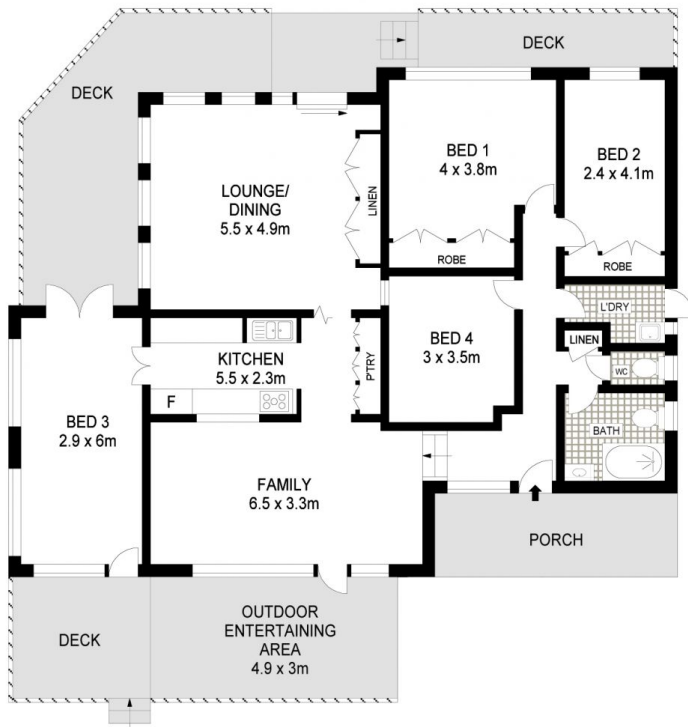 DECK
DECK
BED 1
4 x 3.8m
BED 2
2.4 x 4.1m
LOUNGE/
DINING
5.5 x 4.9m
LINEN
ROBE
ROBE
L'DRY
LINEN
WC
BED 4
3 x 3.5m
KITCHEN
5.5 x 2.3m
P'TRY
F
BED 3
2.9 x 6m
BATH
FAMILY
6.5 x 3.3m
PORCH
DECK
OUTDOOR
ENTERTAINING
AREA
4.9 x 3m